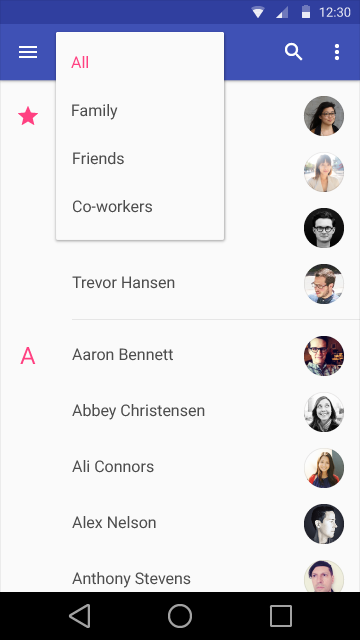 12:30
All
Family
Friends
Co-workers
Trevor Hansen
A
Aaron Bennett
Abbey Christensen
Ali Connors
Alex Nelson
Anthony Stevens